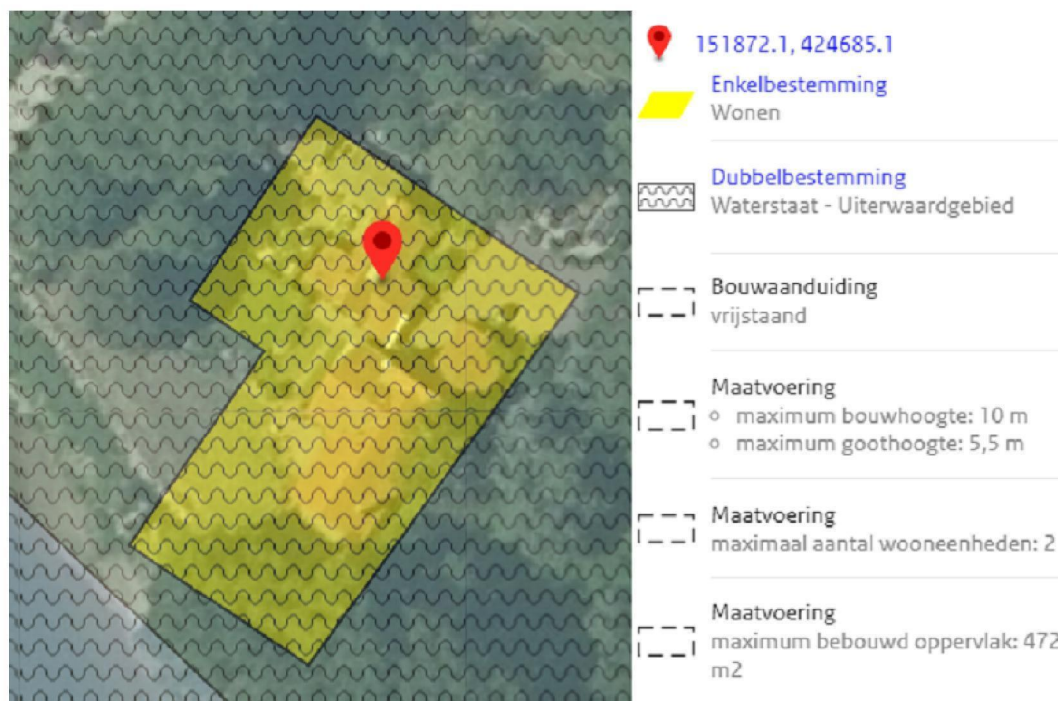 151872.1, 424685.1
Enkelbestemming
Wonen
Dubbelbestemming
Waterstaat - Uiterwaardgebied
Bouwaanduiding
vrijstaand
Maatvoering
maximum bouwhoogte: 10 m
maximum goothoogte: 5,5 m
Maatvoering
maximaal aantal wooneenheden: 2
Maatvoering
maximum bebouwd oppervlak: 472
m2